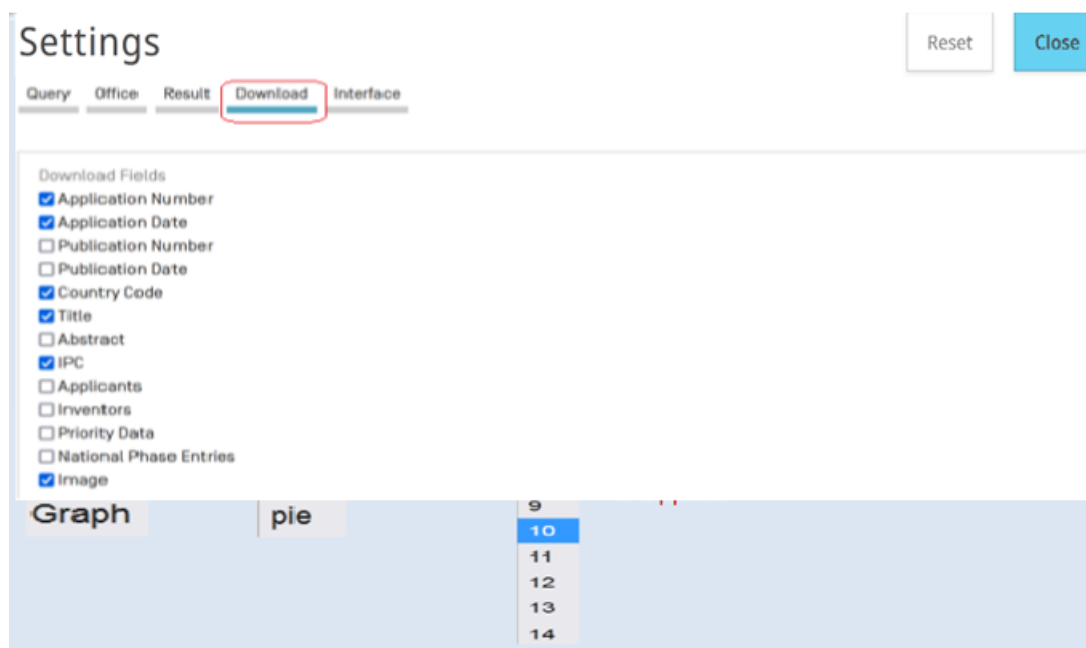 Settings
Reset
Close
Query Office Result Download Interface
Download Fields
Application Number
Application Date
Publication Number
Publication Date
Country Code
Title
Abstract
IPC
Applicants
Inventors
Priority Data
National Phase Entries
Image
Graph
pie
9
10
11
12
13
14